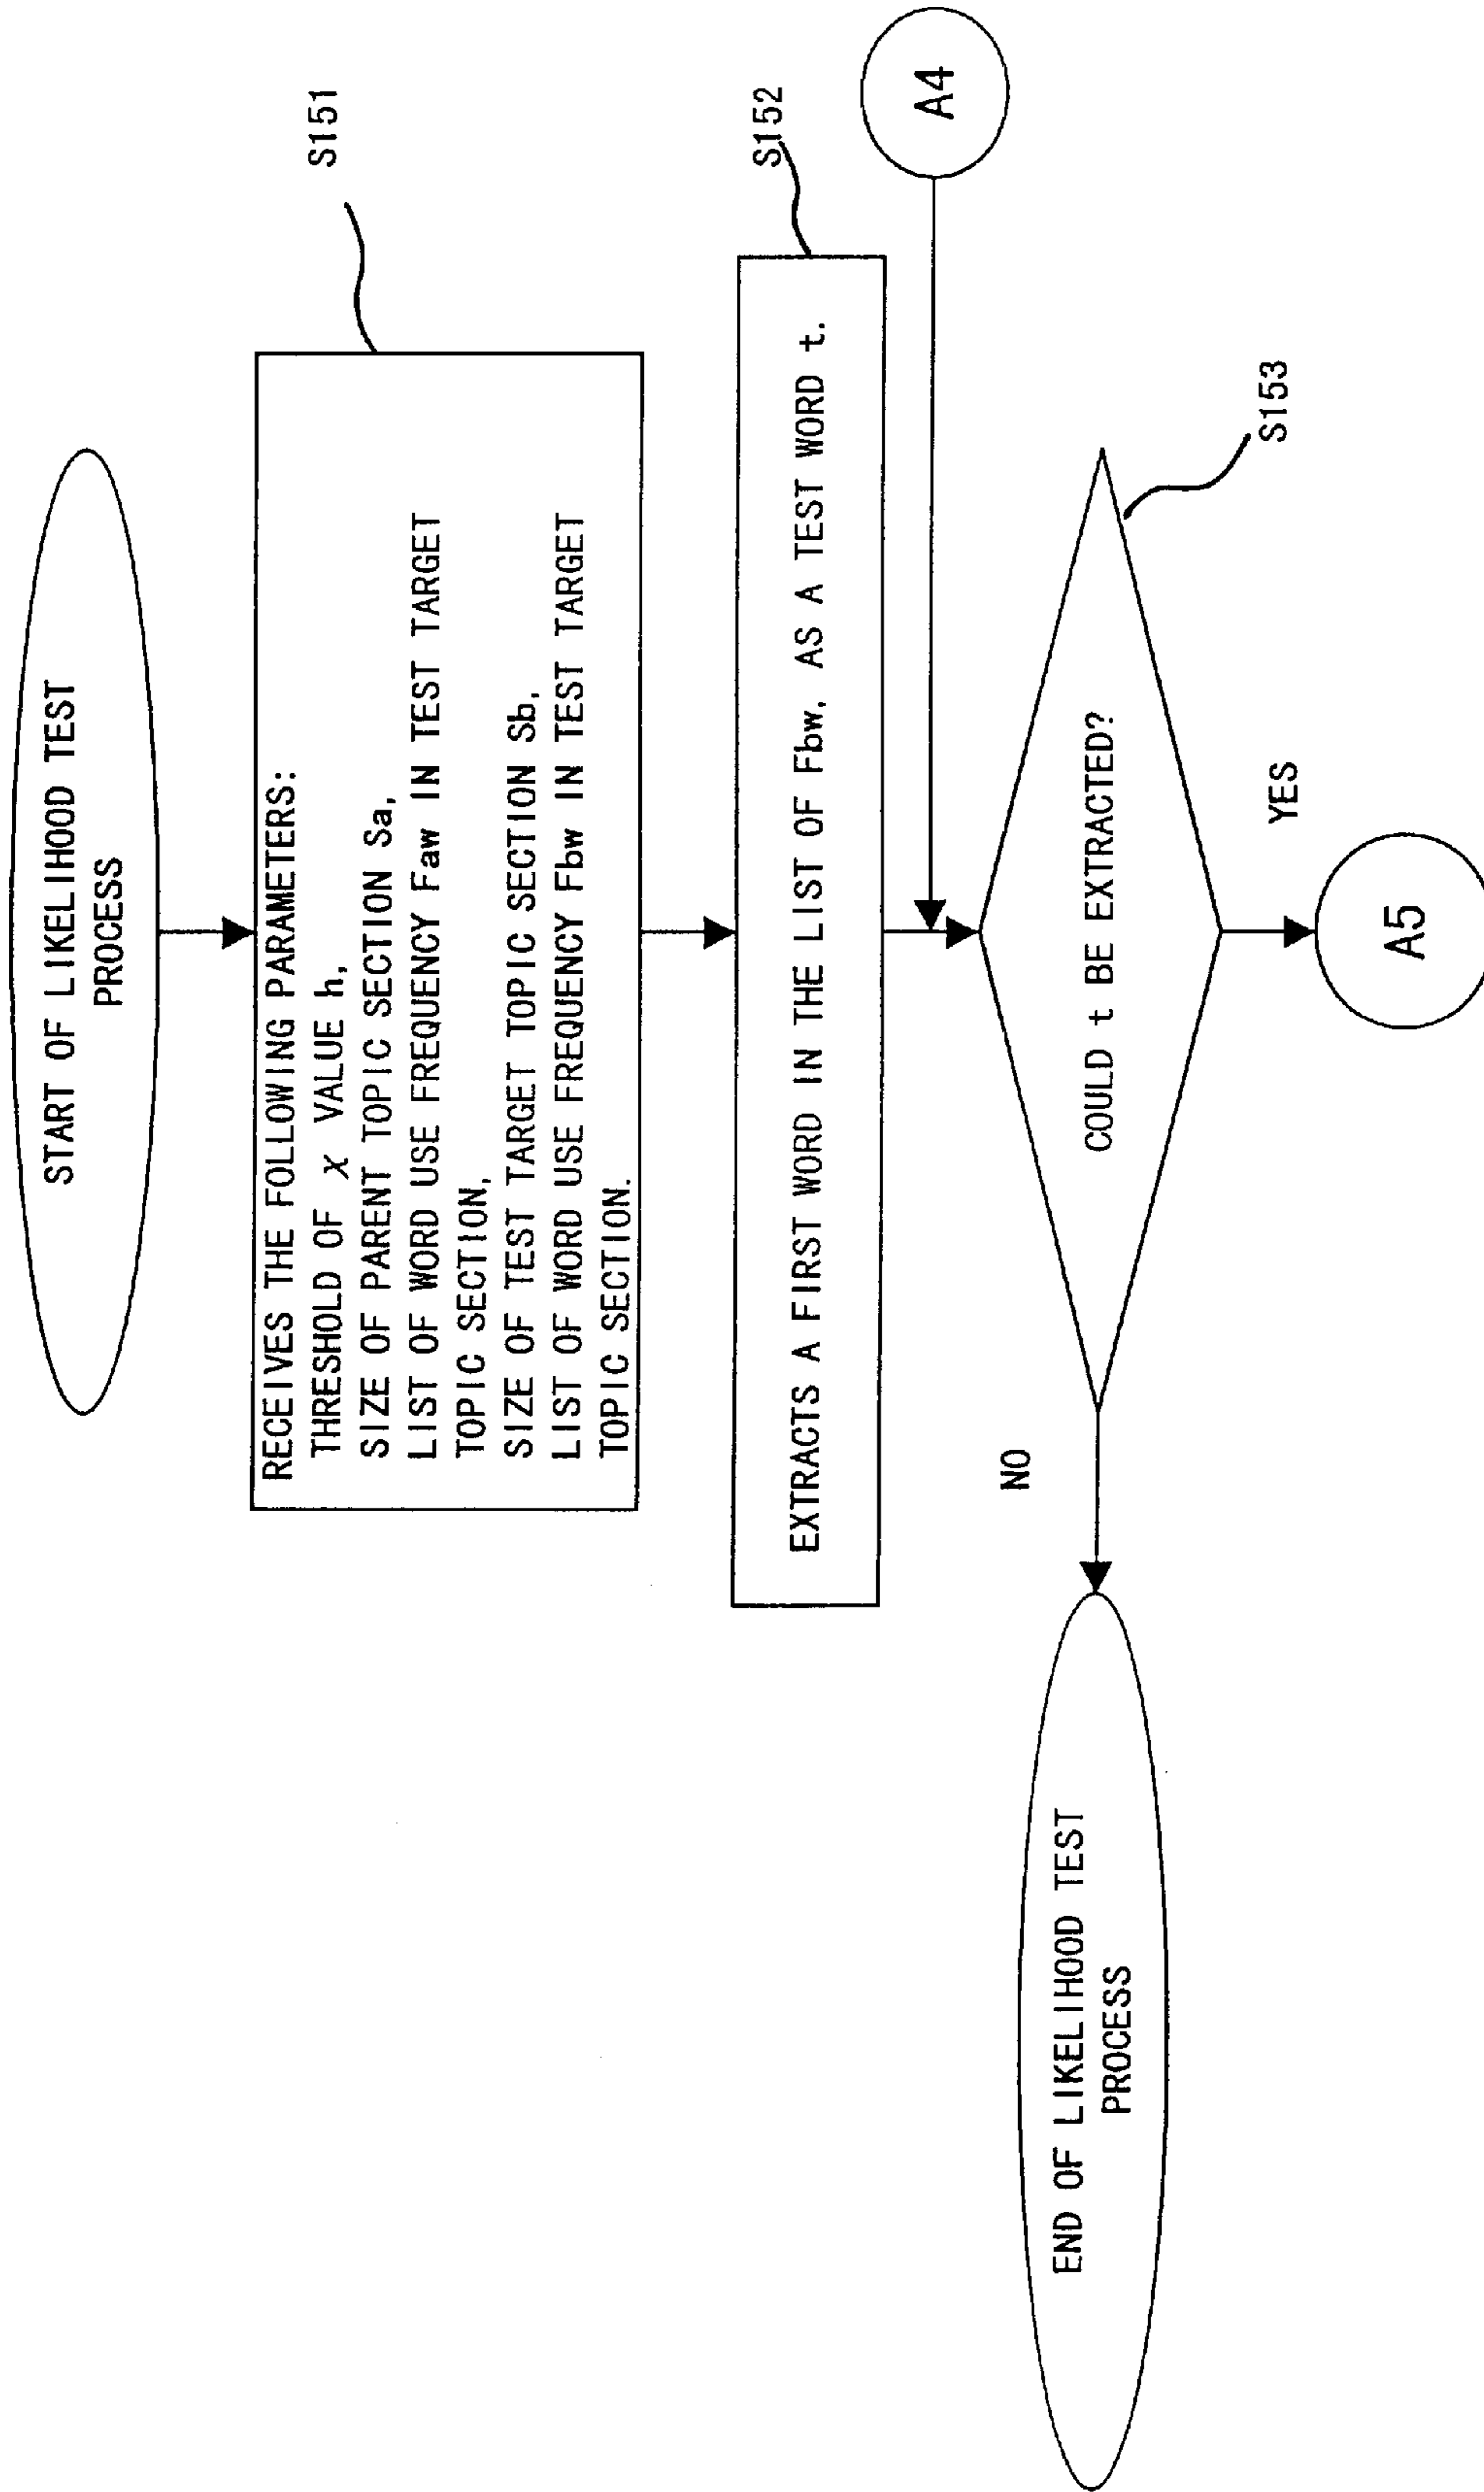 START OF LIKELIHOOD TEST
PROCESS
S151
RECEIVES THE FOLLOWING PARAMETERS:
THRESHOLD OF χ VALUE h,
SIZE OF PARENT TOPIC SECTION Sa,
LIST OF WORD USE FREQUENCY Faw IN TEST TARGET
TOPIC SECTION,
SIZE OF TEST TARGET TOPIC SECTION Sb,
LIST OF WORD USE FREQUENCY Fbw IN TEST TARGET
TOPIC SECTION.
S152
EXTRACTS A FIRST WORD IN THE LIST OF Fbw, AS A TEST WORD t.
A4
S153
COULD t BE EXTRACTED?
NO
YES
END OF LIKELIHOOD TEST
PROCESS
A5